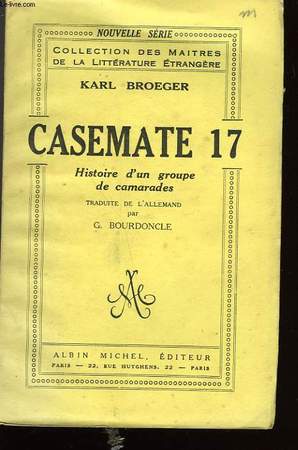 NOUVELLE SÉRIE
COLLECTION DES MAITRES
DE LA LITTÉRATURE ÉTRANGÈRE
KARL BROEGER
CASEMATE 17
Histoire d'un groupe
de camarades
TRADUITE DE L'ALLEMAND
par
G. BOURDONCLE
AM
ALBIN MICHEL, ÉDITEUR
PARIS — 22, RUE HUYGHENS, 22 — PARIS